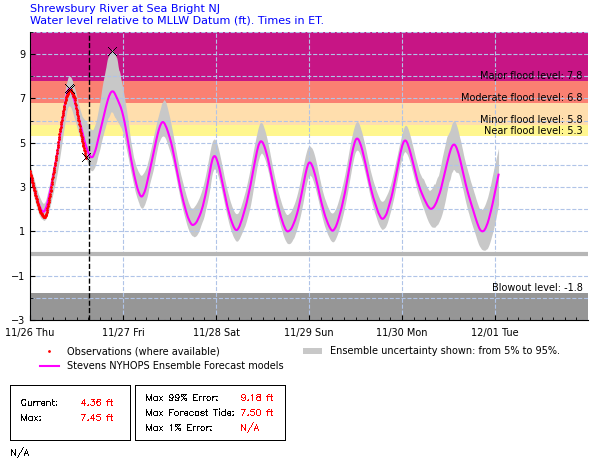 Shrewsbury River at Sea Bright NJ
Water level relative to MLLW Datum (ft). Times in ET.
9
Major flood level: 7.8
7
Moderate flood level: 6.8
Minor flood level: 5.8
5
Near flood level: 5.3
3
1
−1
Blowout level: -1.8
−3
11/26 Thu 11/27 Fri 11/28 Sat 11/29 Sun 11/30 Mon 12/01 Tue
Observations (where available) Ensemble uncertainty shown: from 5% to 95%.
Stevens NYHOPS Ensemble Forecast models
Current: 4.36 ft
Max: 7.45 ft
Max 99% Error: 9.18 ft
Max Forecast Tide: 7.50 ft
Max 1% Error: N/A
N/A